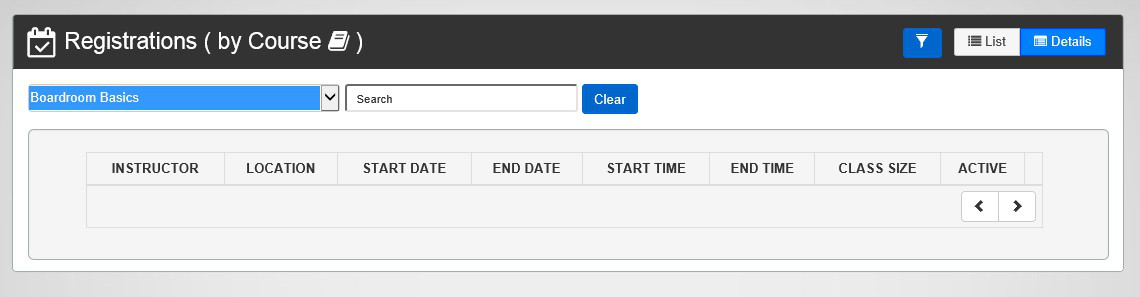 Registrations ( by Course )
List Details
Boardroom Basics Search Clear
INSTRUCTOR LOCATION START DATE END DATE START TIME END TIME CLASS SIZE ACTIVE